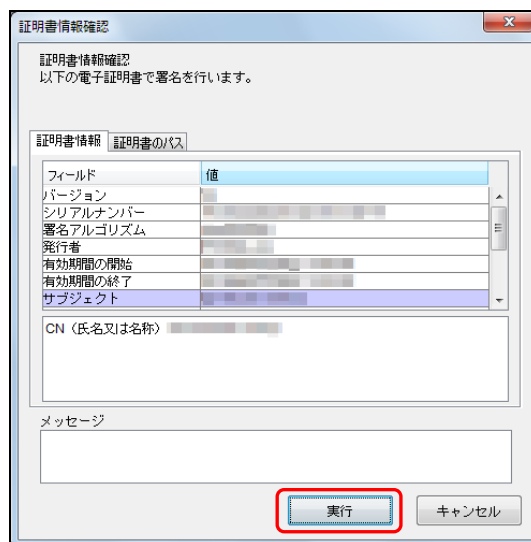 証明書情報確認
証明書情報確認
以下の電子証明書で署名を行います。
証明書情報 証明書のパス
フィールド 値
バージョン
シリアルナンバー
署名アルゴリズム
発行者
有効期間の開始
有効期間の終了
サブジェクト
CN（氏名又は名称）
メッセージ
実行 キャンセル